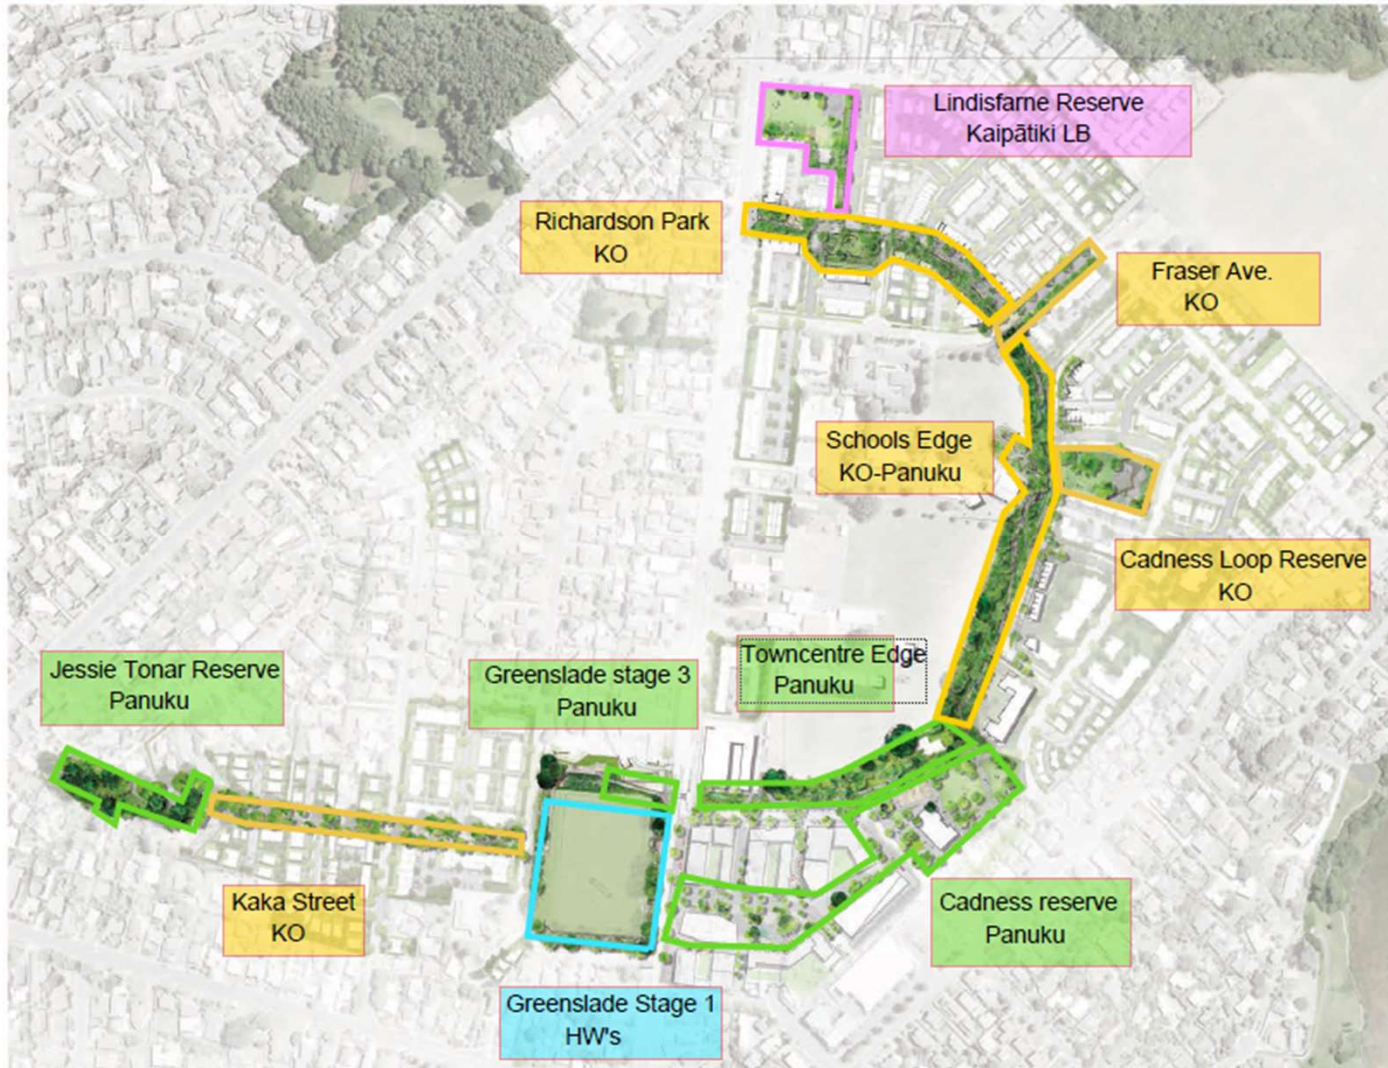 Lindisfarne Reserve
Kaipātiki LB
Richardson Park
KO
Fraser Ave.
KO
Schools Edge
KO-Panuku
Cadness Loop Reserve
KO
Towncentre Edge
Panuku
Jessie Tonar Reserve
Panuku
Greenslade stage 3
Panuku
Kaka Street
KO
Cadness reserve
Panuku
Greenslade Stage 1
HW's